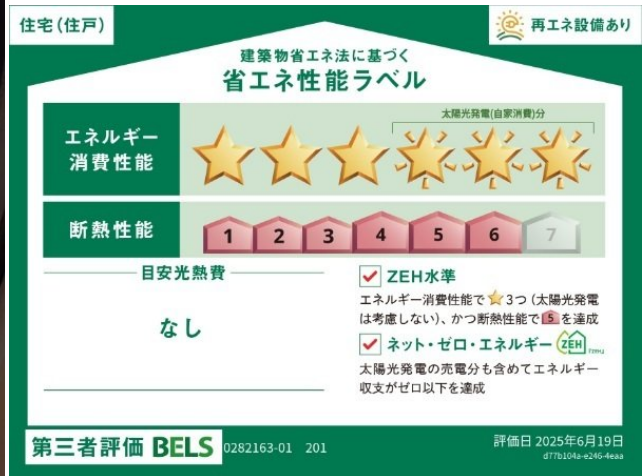 住宅(住戸)
再エネ設備あり
建築物省エネ法に基づく
省エネ性能ラベル
太陽光発電(自家消費)分
エネルギー
消費性能
断熱性能
1 2 3 4 5 6 7
目安光熱費
なし
ZEH水準
エネルギー消費性能で⭐3つ(太陽光発電
は考慮しない)、かつ断熱性能で5を達成
ネット・ゼロ・エネルギー ZEH
太陽光発電の売電分も含めてエネルギー
収支がゼロ以下を達成
第三者評価 BELS 0282163-01 201
評価日 2025年6月19日
d77b104a-e246-4eaa